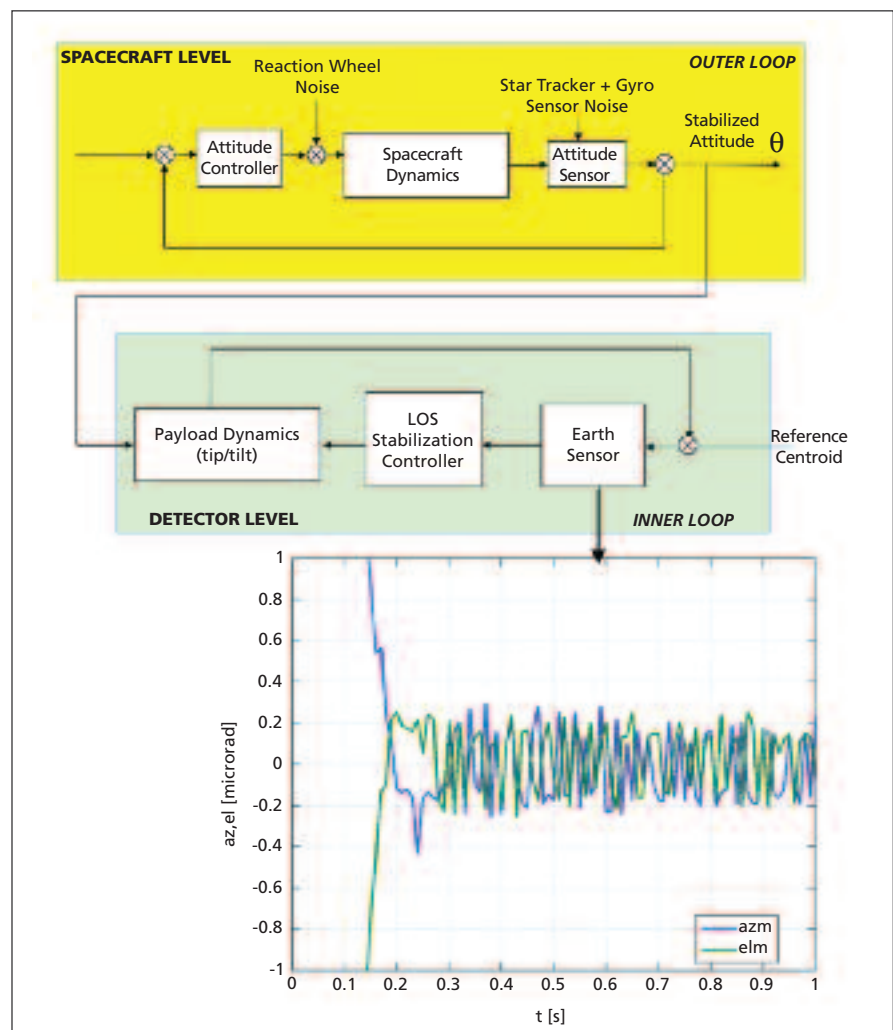 SPACECRAFT LEVEL
OUTER LOOP
Reaction Wheel
Noise
Star Tracker + Gyro
Sensor Noise
Stabilized
Attitude
θ
Attitude
Controller
Spacecraft
Dynamics
Attitude
Sensor
Payload Dynamics
(tip/tilt)
LOS
Stabilization
Controller
Earth
Sensor
Reference
Centroid
DETECTOR LEVEL
INNER LOOP
1
0.8
0.6
0.4
0.2
0
-0.2
-0.4
-0.6
-0.8
-1
az,el [microrad]
azm
elm
0
0.1
0.2
0.3
0.4
0.5
0.6
0.7
0.8
0.9
1
t [s]